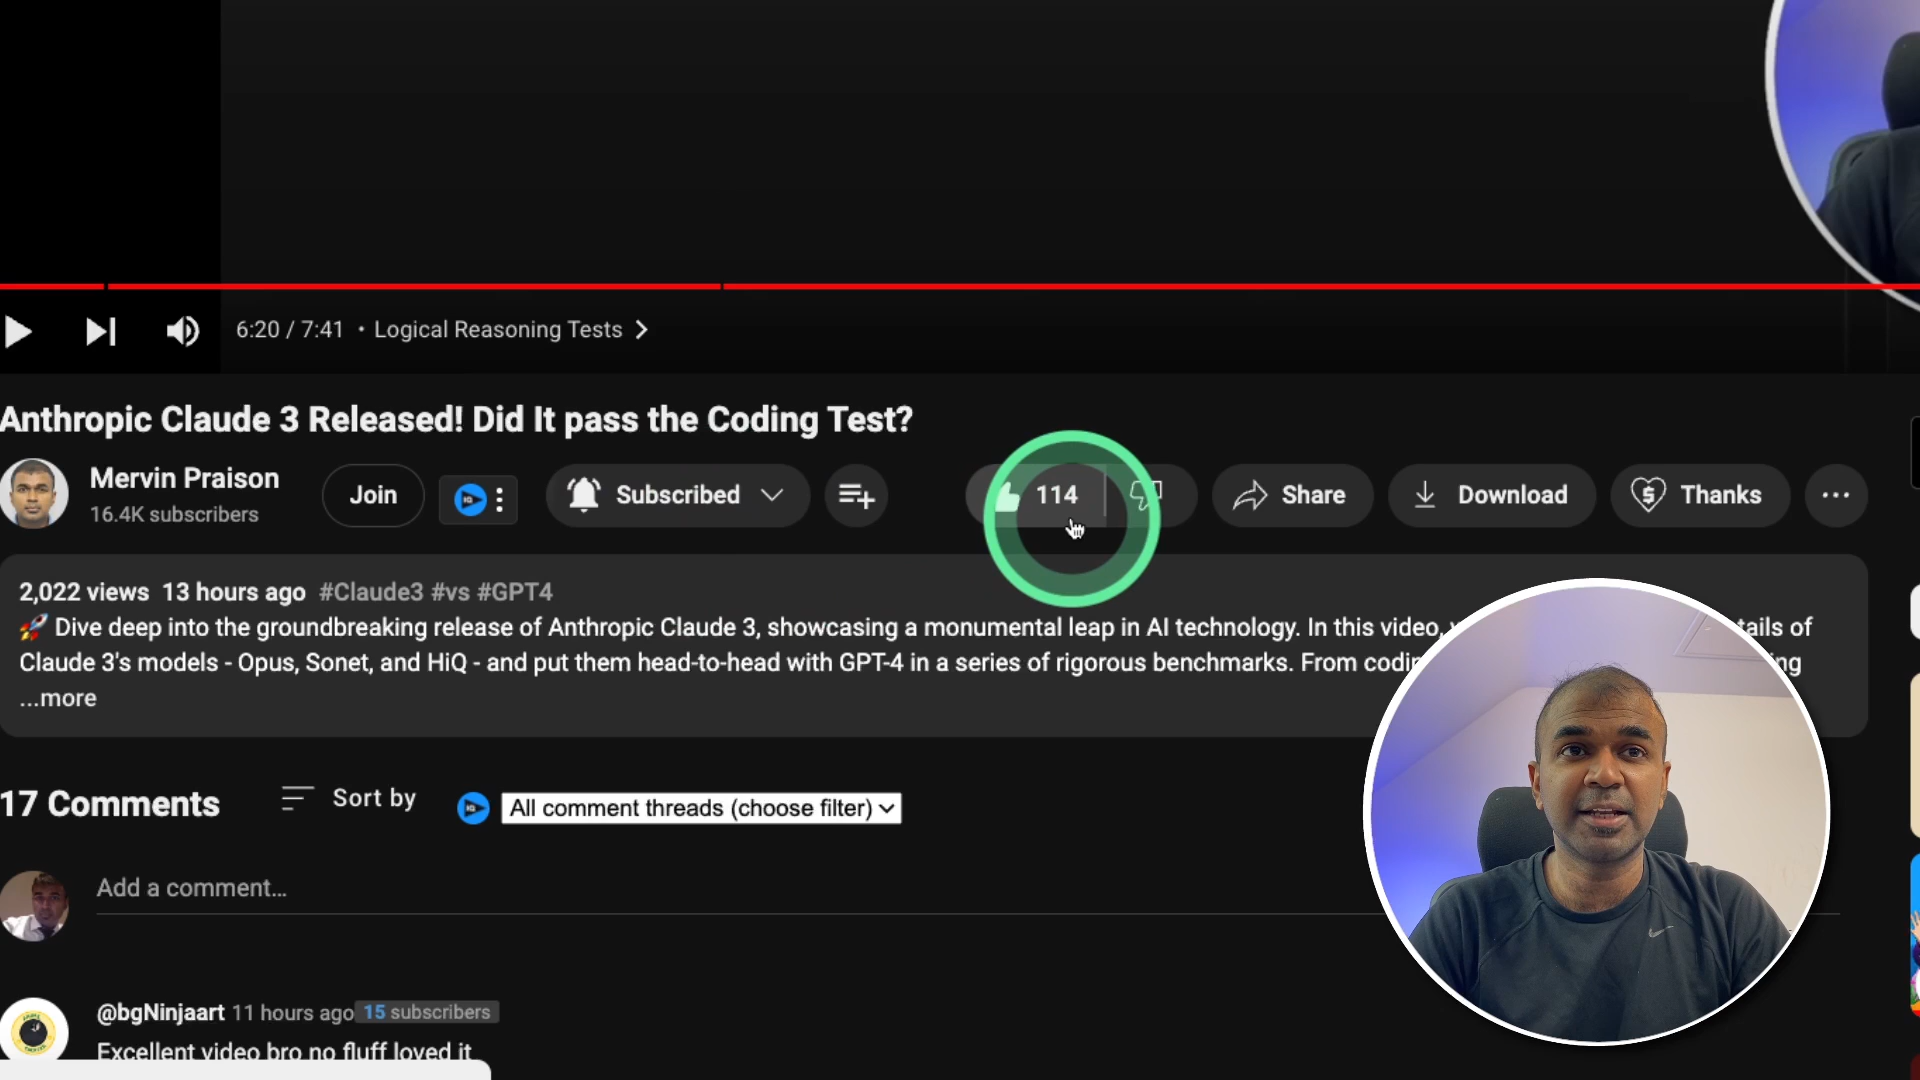 6:20 / 7:41 • Logical Reasoning Tests
Anthropic Claude 3 Released! Did It pass the Coding Test?
Mervin Praison
16.4K subscribers
Join
Subscribed
114
Share
Download
Thanks
2,022 views 13 hours ago #Claude3 #vs #GPT4
🚀 Dive deep into the groundbreaking release of Anthropic Claude 3, showcasing a monumental leap in AI technology. In this video, tails of
Claude 3's models - Opus, Sonet, and HiQ - and put them head-to-head with GPT-4 in a series of rigorous benchmarks. From codin ng
...more
17 Comments
Sort by
All comment threads (choose filter)
Add a comment...
@bgNinjaart 11 hours ago 15 subscribers
Excellent video bro no fluff loved it